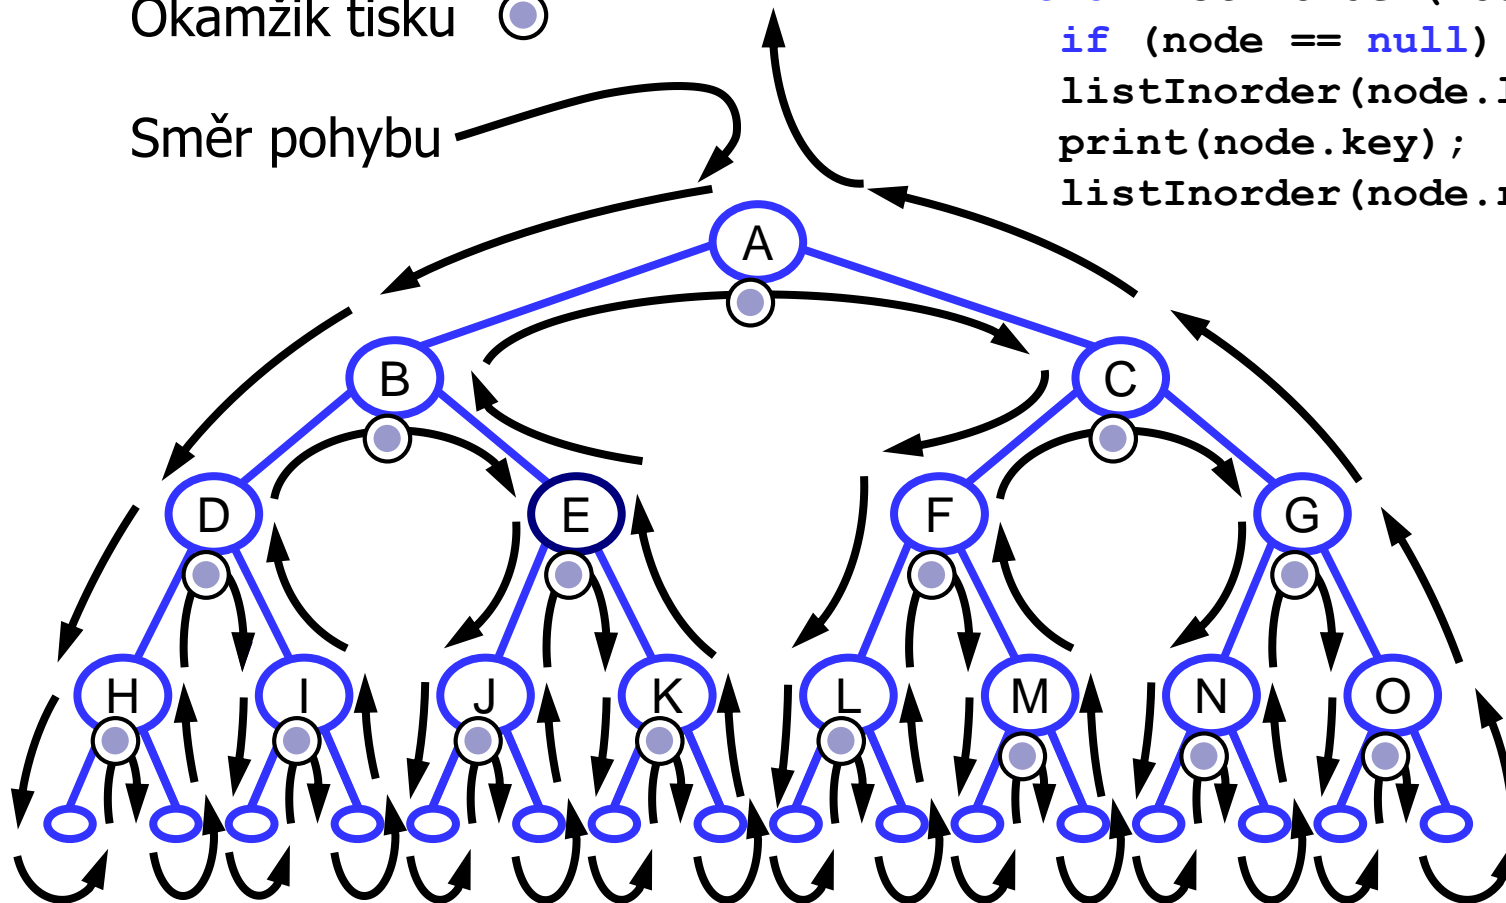 Okamžik tisku
if (node == null)
listInorder(node.
Směr pohybu
print(node.key);
listInorder(node.
A
B
C
D
E
F
G
H
I
J
K
L
M
N
O